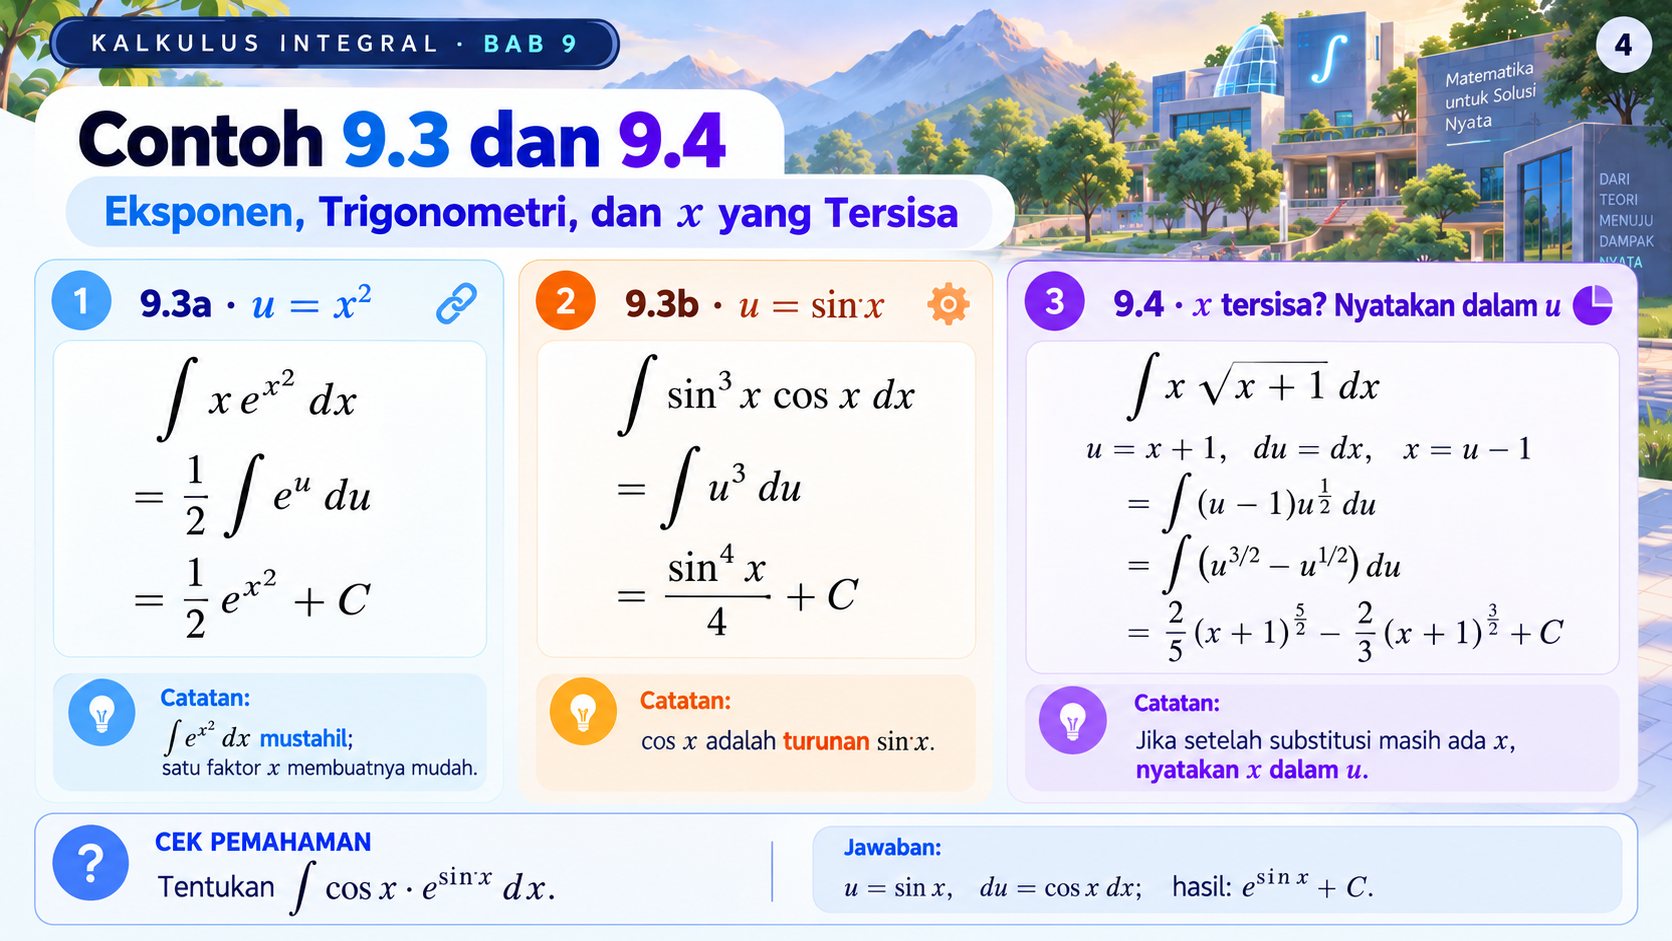 KALKULUS INTEGRAL · BAB 9
4
∫
Matematika
untuk Solusi
Nyata
DARI
TEORI
MENUJU
DAMPAK
NYATA
Contoh 9.3 dan 9.4
Eksponen, Trigonometri, dan x yang Tersisa
1
9.3a · u = x²
∫ x e^{x²} dx
= 1/2 ∫ e^u du
= 1/2 e^{x²} + C
Catatan:
∫ e^{x²} dx mustahil;
satu faktor x membuatnya mudah.
2
9.3b · u = sin x
∫ sin³ x cos x dx
= ∫ u³ du
= sin⁴ x / 4 + C
Catatan:
cos x adalah turunan sin x.
3
9.4 · x tersisa? Nyatakan dalam u
∫ x √(x + 1) dx
u = x + 1, du = dx, x = u − 1
= ∫ (u − 1)u^{1/2} du
= ∫ (u^{3/2} − u^{1/2}) du
= 2/5 (x + 1)^{5/2} − 2/3 (x + 1)^{3/2} + C
Catatan:
Jika setelah substitusi masih ada x,
nyatakan x dalam u.
?
CEK PEMAHAMAN
Tentukan ∫ cos x · e^{sin x} dx.
Jawaban:
u = sin x, du = cos x dx; hasil: e^{sin x} + C.